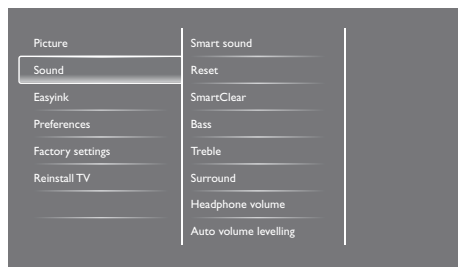 Picture
Sound
Easyink
Preferences
Factory settings
Reinstall TV
Smart sound
Reset
SmartClear
Bass
Treble
Surround
Headphone volume
Auto volume levelling